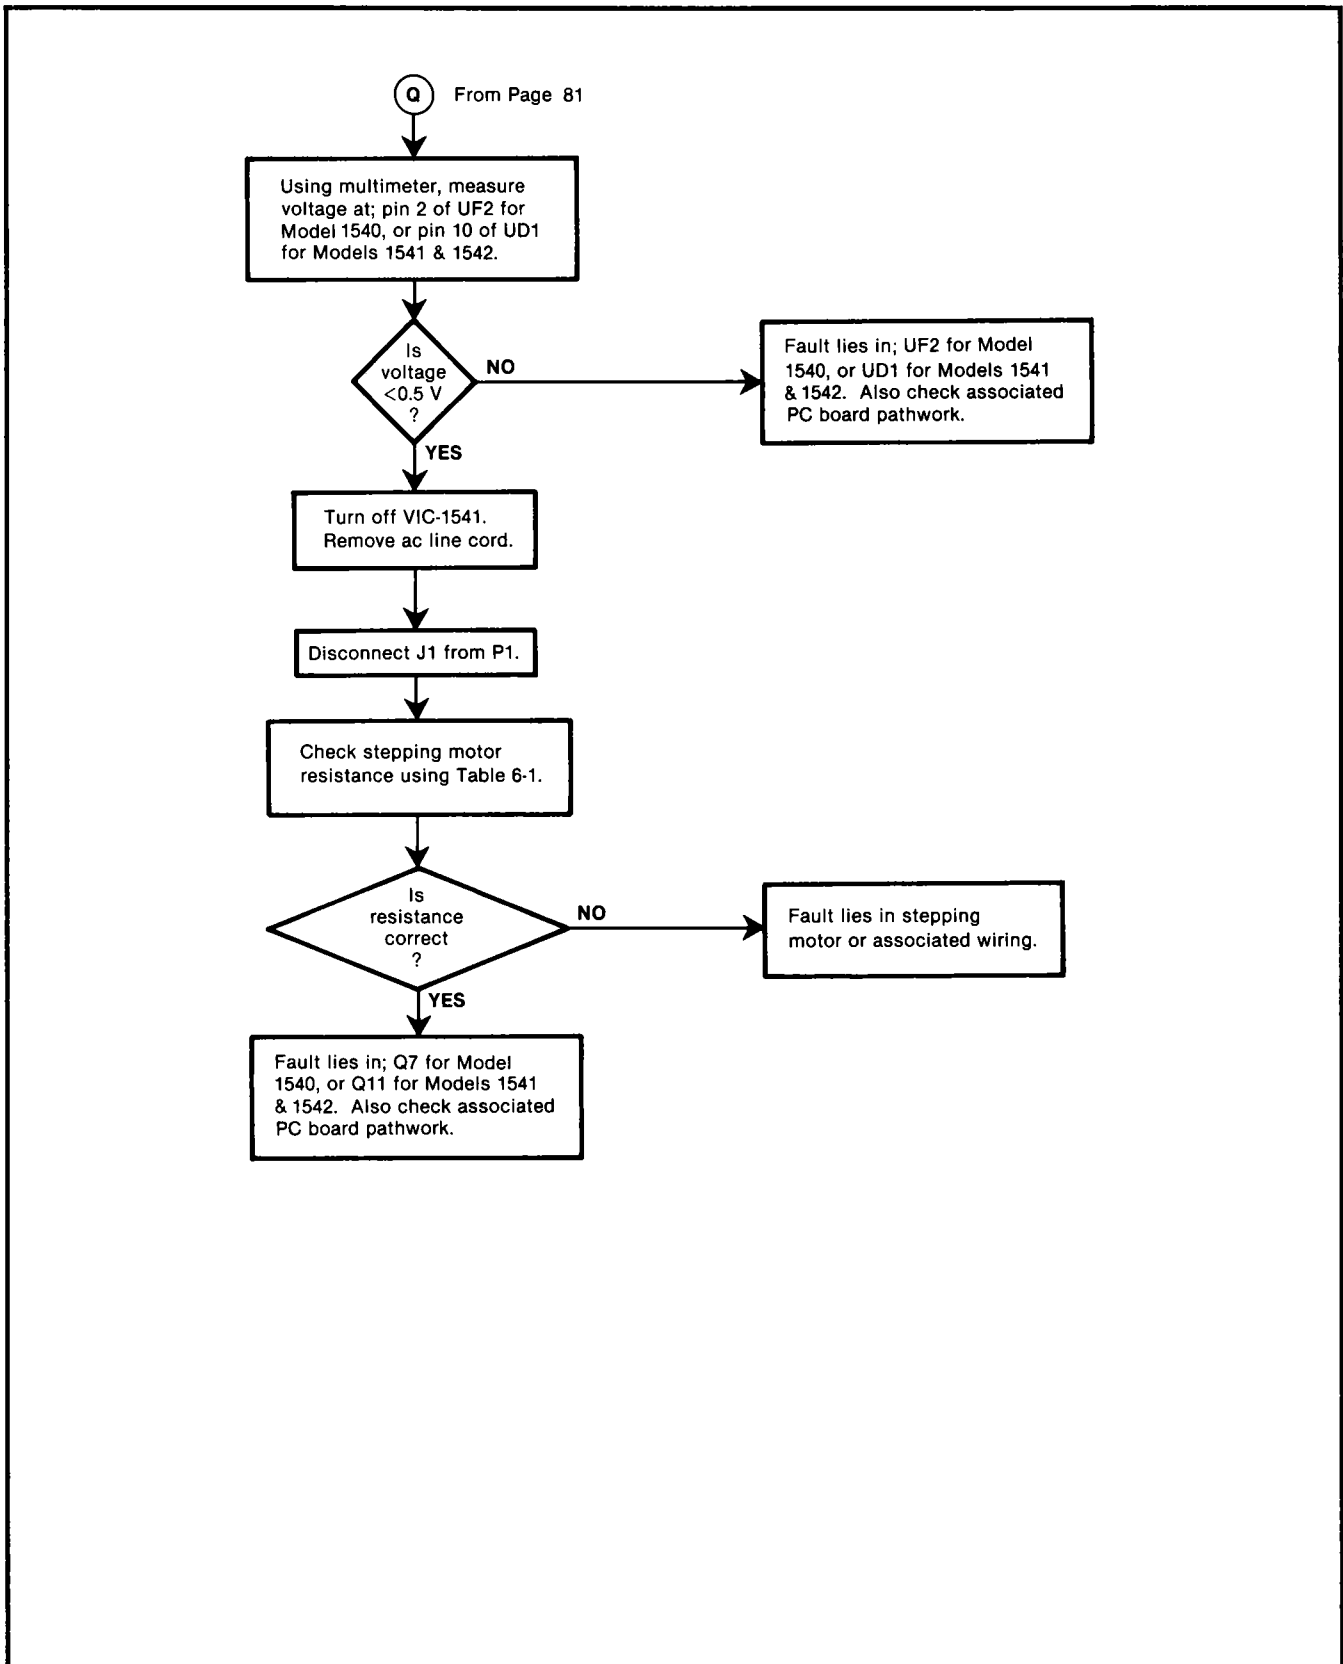 Q From Page 81
Using multimeter, measure
voltage at; pin 2 of UF2 for
Model 1540, or pin 10 of UD1
for Models 1541 & 1542.
Is
voltage
<0.5 V
?
NO
Fault lies in; UF2 for Model
1540, or UD1 for Models 1541
& 1542. Also check associated
PC board pathwork.
YES
Turn off VIC-1541.
Remove ac line cord.
Disconnect J1 from P1.
Check stepping motor
resistance using Table 6-1.
Is
resistance
correct
?
NO
Fault lies in stepping
motor or associated wiring.
YES
Fault lies in; Q7 for Model
1540, or Q11 for Models 1541
& 1542. Also check associated
PC board pathwork.